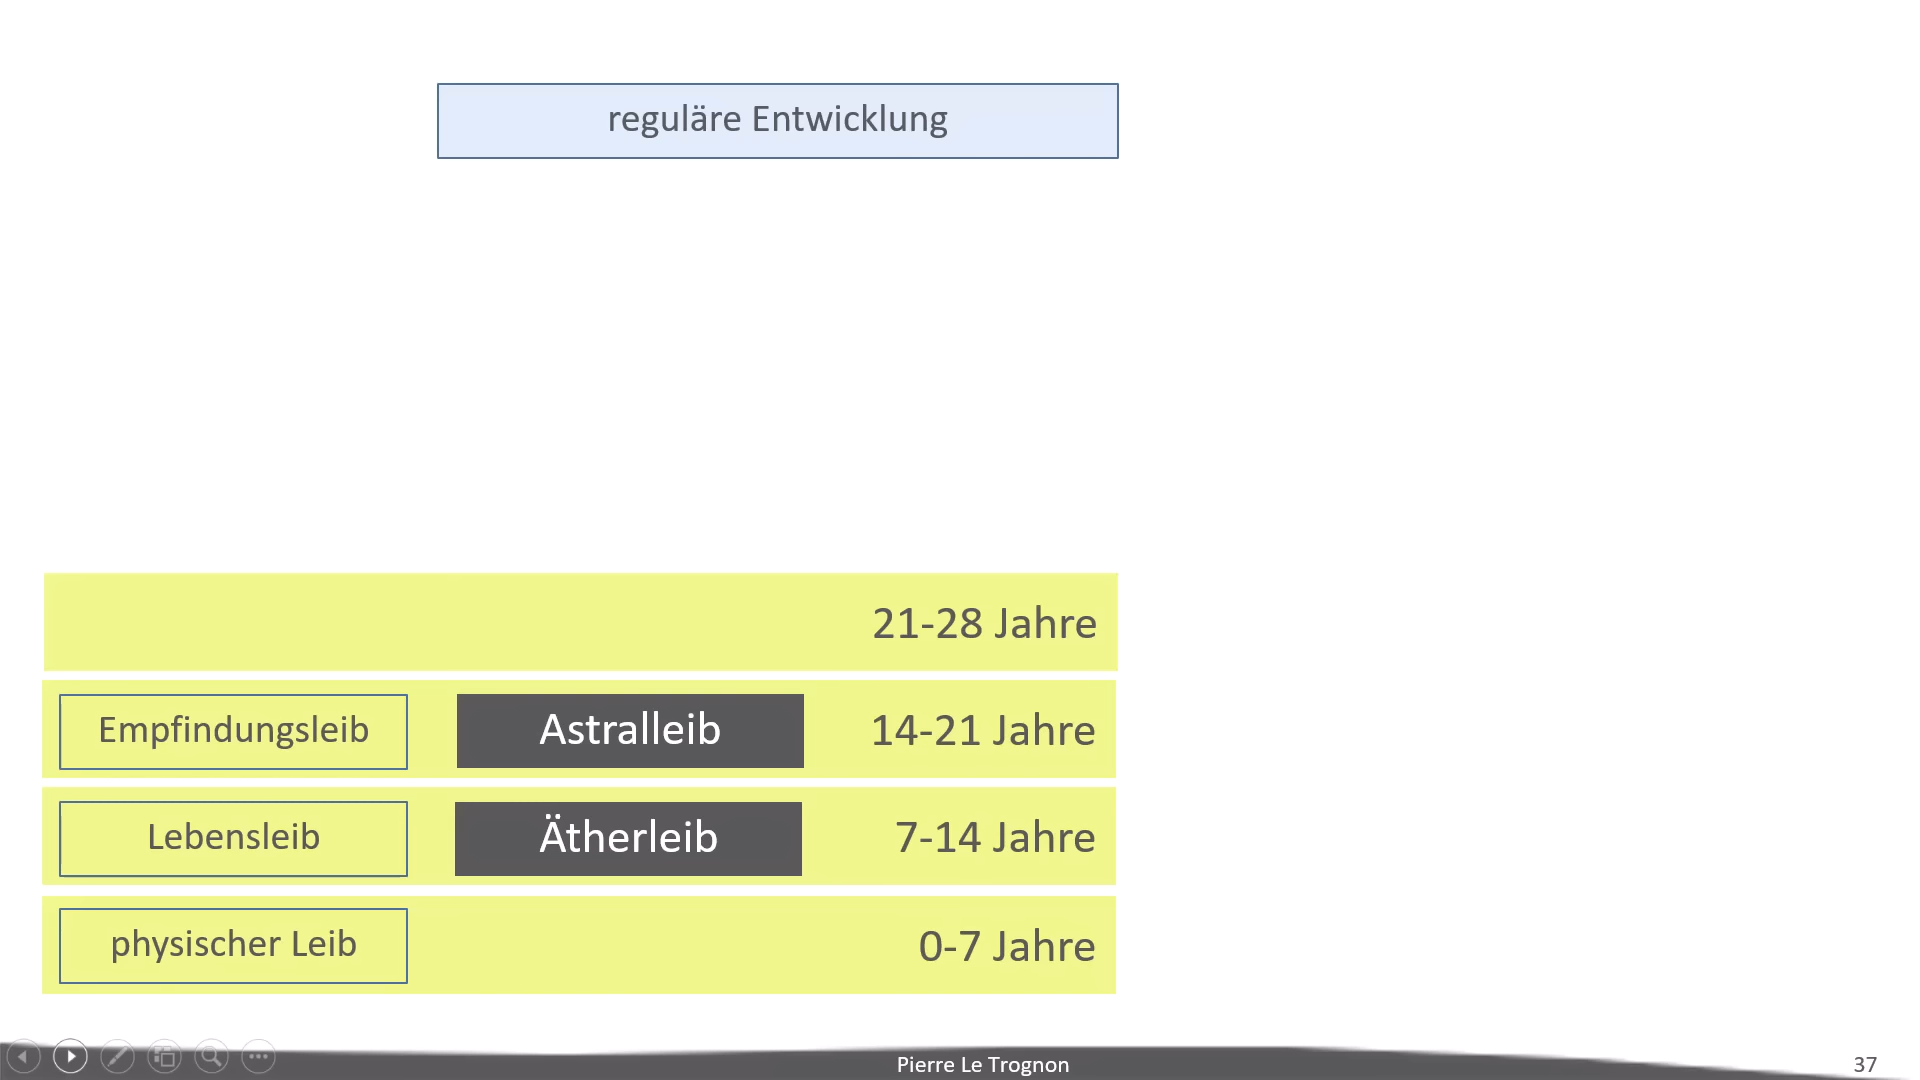 reguläre Entwicklung
21-28 Jahre
Empfindungsleib Astralleib 14-21 Jahre
Lebensleib Ätherleib 7-14 Jahre
physischer Leib 0-7 Jahre
Pierre Le Trognon 37